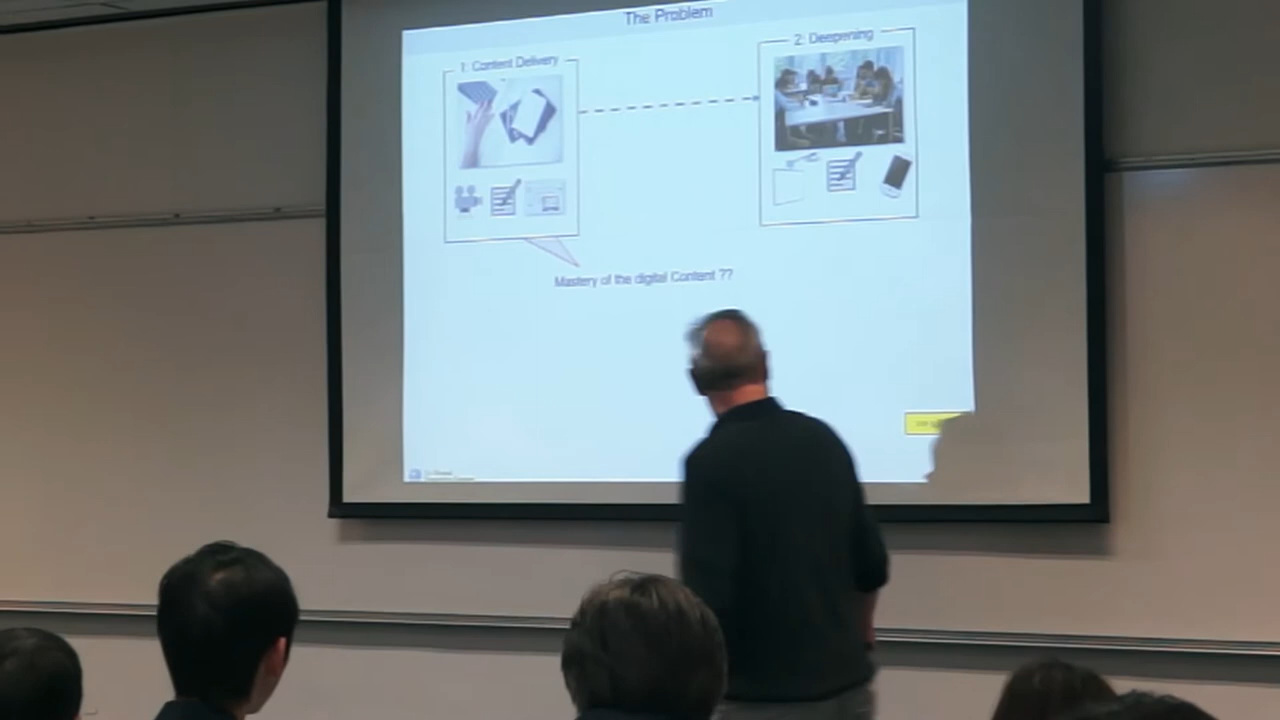 The Problem
1: Content Delivery
2: Deepening
Mastery of the digital Content ??